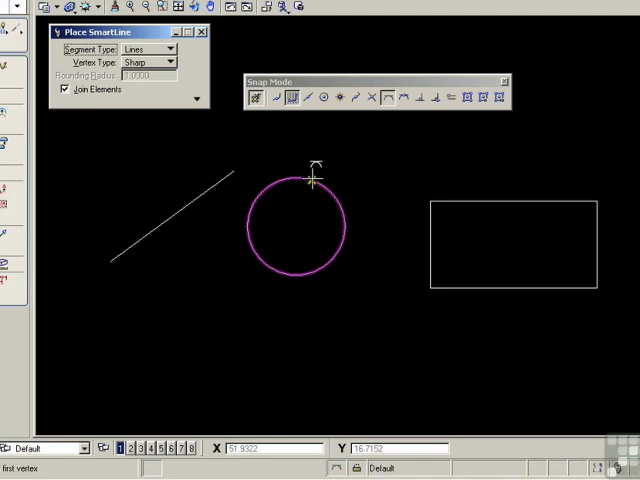 Place SmartLine
Segment Type: Lines
Vertex Type: Sharp
Rounding Radius: 1.0000
Join Elements
Snap Mode
Default
1 2 3 4 5 6 7 8
X 51.9322
Y 16.7152
r first vertex
Default